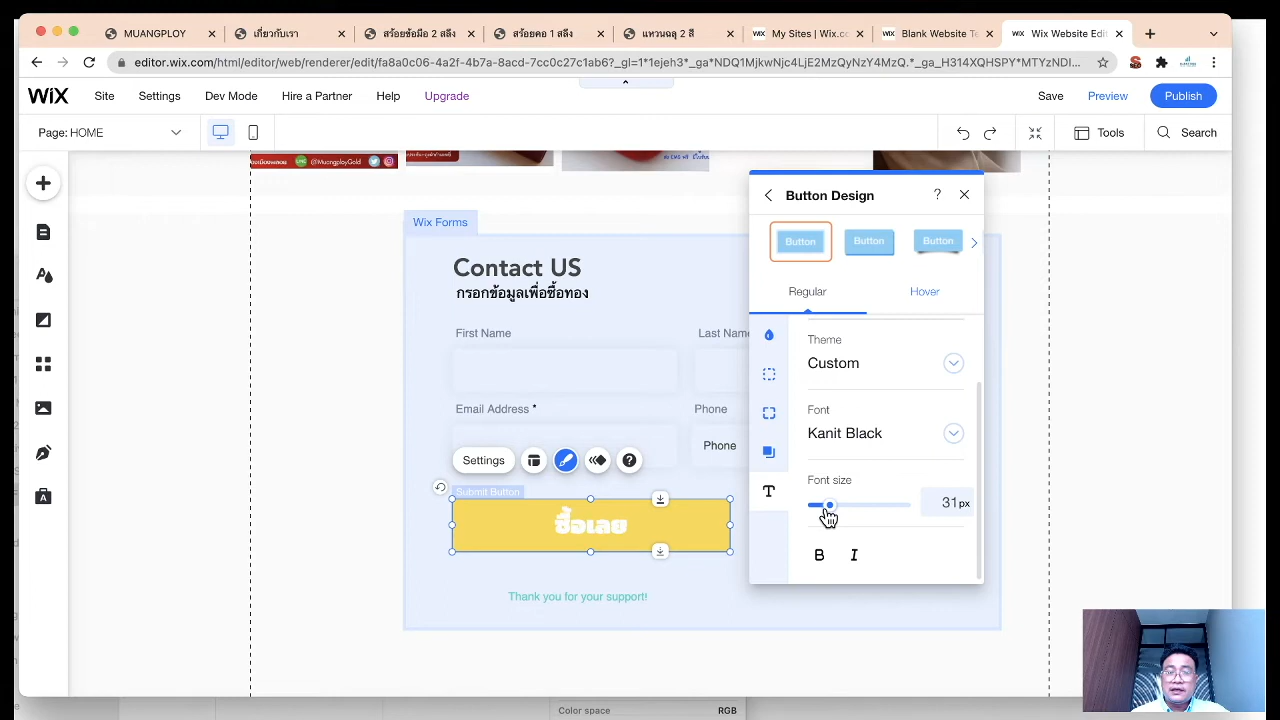 MUANGPLOY
เกี่ยวกับเรา
สร้อยข้อมือ 2 สลึง
สร้อยคอ 1 สลึง
แหวนฉลุ 2 สี
WiX My Sites | Wix.co
WiX Blank Website Te
WiX Wix Website Edit
editor.wix.com/html/editor/web/renderer/edit/fa8a0c06-4a2f-4b7a-8acd-7cc0c27c1ab6?_gl=1*1ejeh3*_ga*NDQ1MjkwNjc4LjE2MzQyNzY4MzQ.*_ga_H314XQHSPY*MTYzNDI...
WiX
Site
Settings
Dev Mode
Hire a Partner
Help
Upgrade
Save
Preview
Publish
Page: HOME
Tools
Search
@MuangployGold
Wix Forms
Contact US
กรอกข้อมูลเพื่อซื้อทอง
First Name
Last Name
Email Address *
Phone
Phone
Settings
?
Submit Button
ซื้อเลย
Thank you for your support!
Button Design
?
Button
Button
Button
Regular
Hover
Theme
Custom
Font
Kanit Black
Font size
31px
T
B
I
Color space
RGB